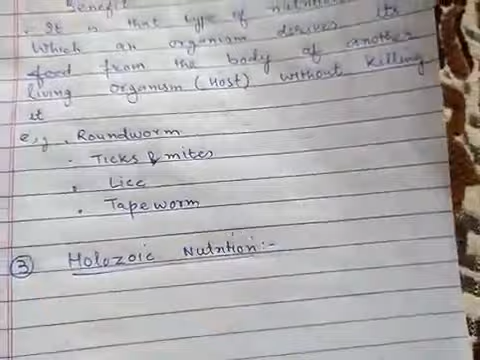 Benefit
. It is that type of nutrition
which an organism derives its
food from the body of another
living organism (Host) without killing
it
e.g. . Roundworm
. Ticks & mites
. Lice
. Tapeworm
③ Holozoic Nutrition:-